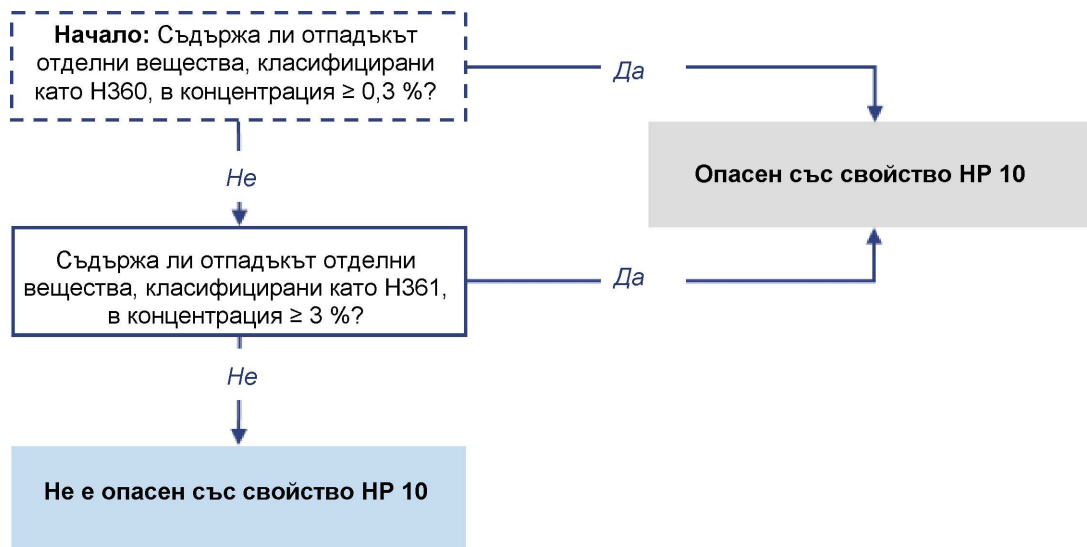 Начало: Съдържа ли отпадъкът
отделни вещества, класифицирани
като H360, в концентрация ≥ 0,3 %?
Да
Опасен със свойство HP 10
Не
Съдържа ли отпадъкът отделни
вещества, класифицирани като H361,
в концентрация ≥ 3 %?
Да
Не
Не е опасен със свойство HP 10